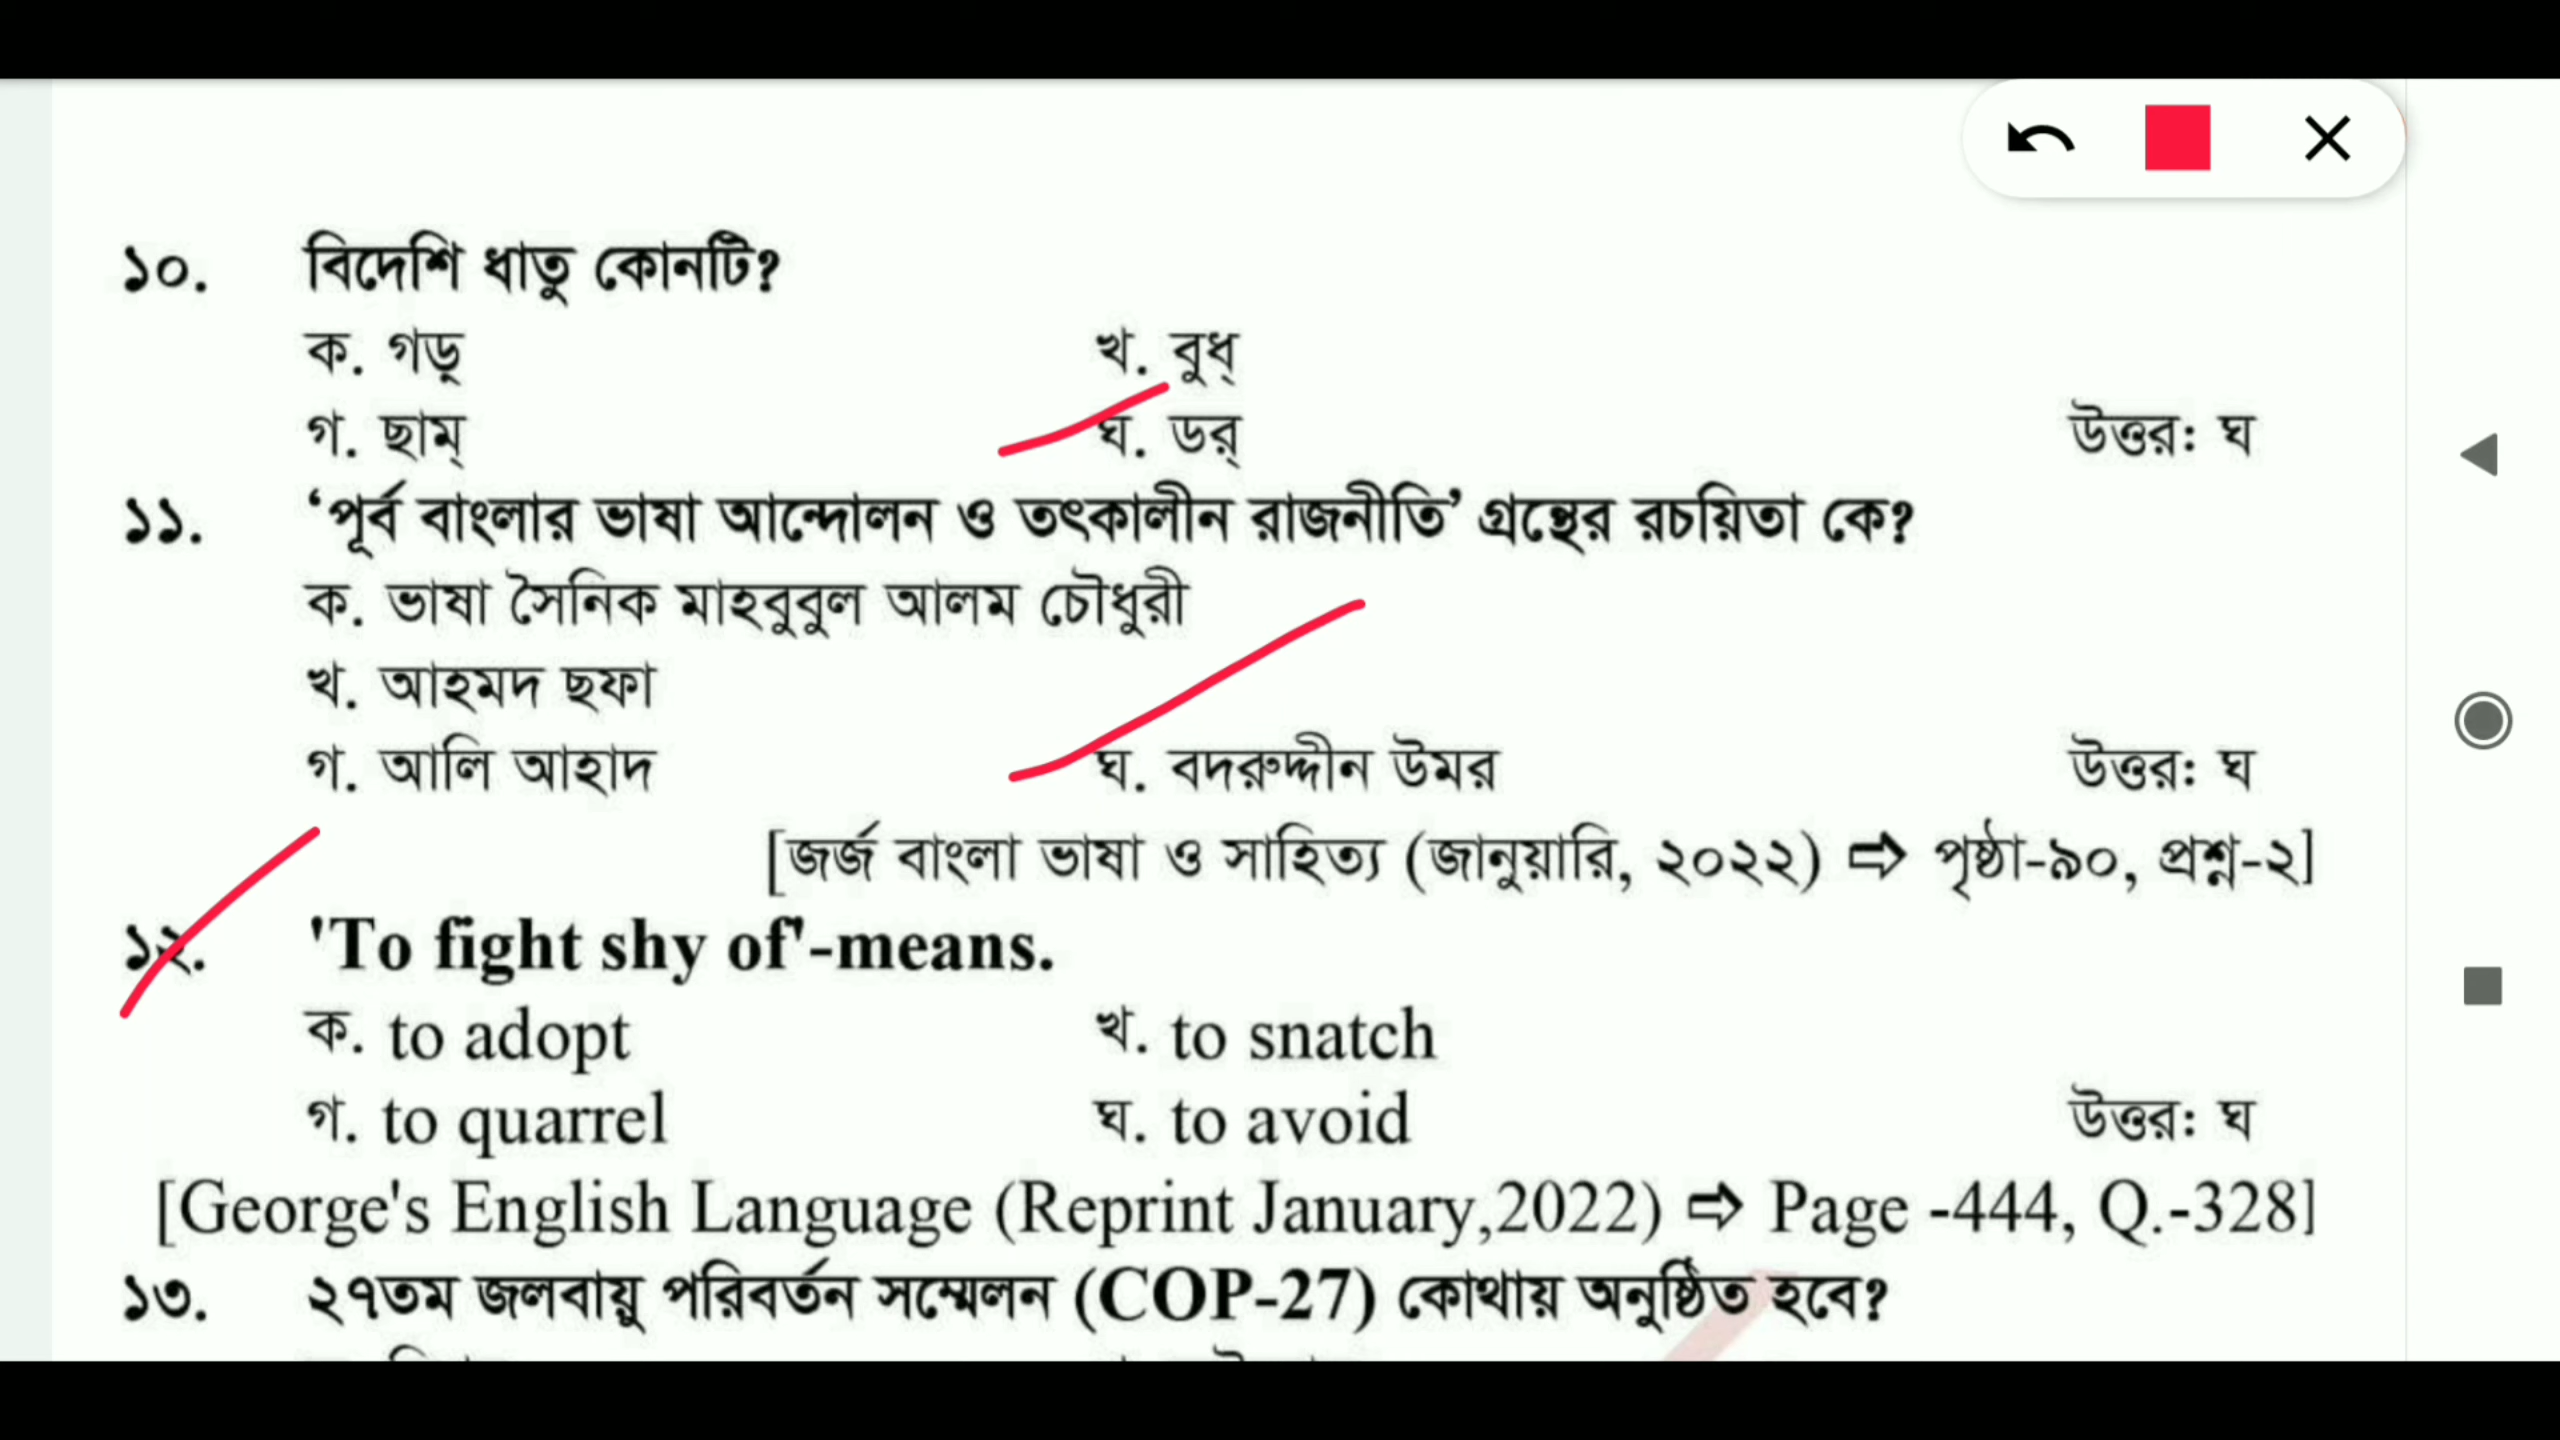 ১০. বিদেশি ধাতু কোনটি?
ক. গড়্ খ. বুধ্
গ. ছাম্ ঘ. ডর্ উত্তর: ঘ
১১. ‘পূর্ব বাংলার ভাষা আন্দোলন ও তৎকালীন রাজনীতি’ গ্রন্থের রচয়িতা কে?
ক. ভাষা সৈনিক মাহবুবুল আলম চৌধুরী
খ. আহমদ ছফা
গ. আলি আহাদ ঘ. বদরুদ্দীন উমর উত্তর: ঘ
[জর্জ বাংলা ভাষা ও সাহিত্য (জানুয়ারি, ২০২২) ⇨ পৃষ্ঠা-৯০, প্রশ্ন-২]
১২. 'To fight shy of'-means.
ক. to adopt খ. to snatch
গ. to quarrel ঘ. to avoid উত্তর: ঘ
[George's English Language (Reprint January,2022) ⇨ Page -444, Q.-328]
১৩. ২৭তম জলবায়ু পরিবর্তন সম্মেলন (COP-27) কোথায় অনুষ্ঠিত হবে?